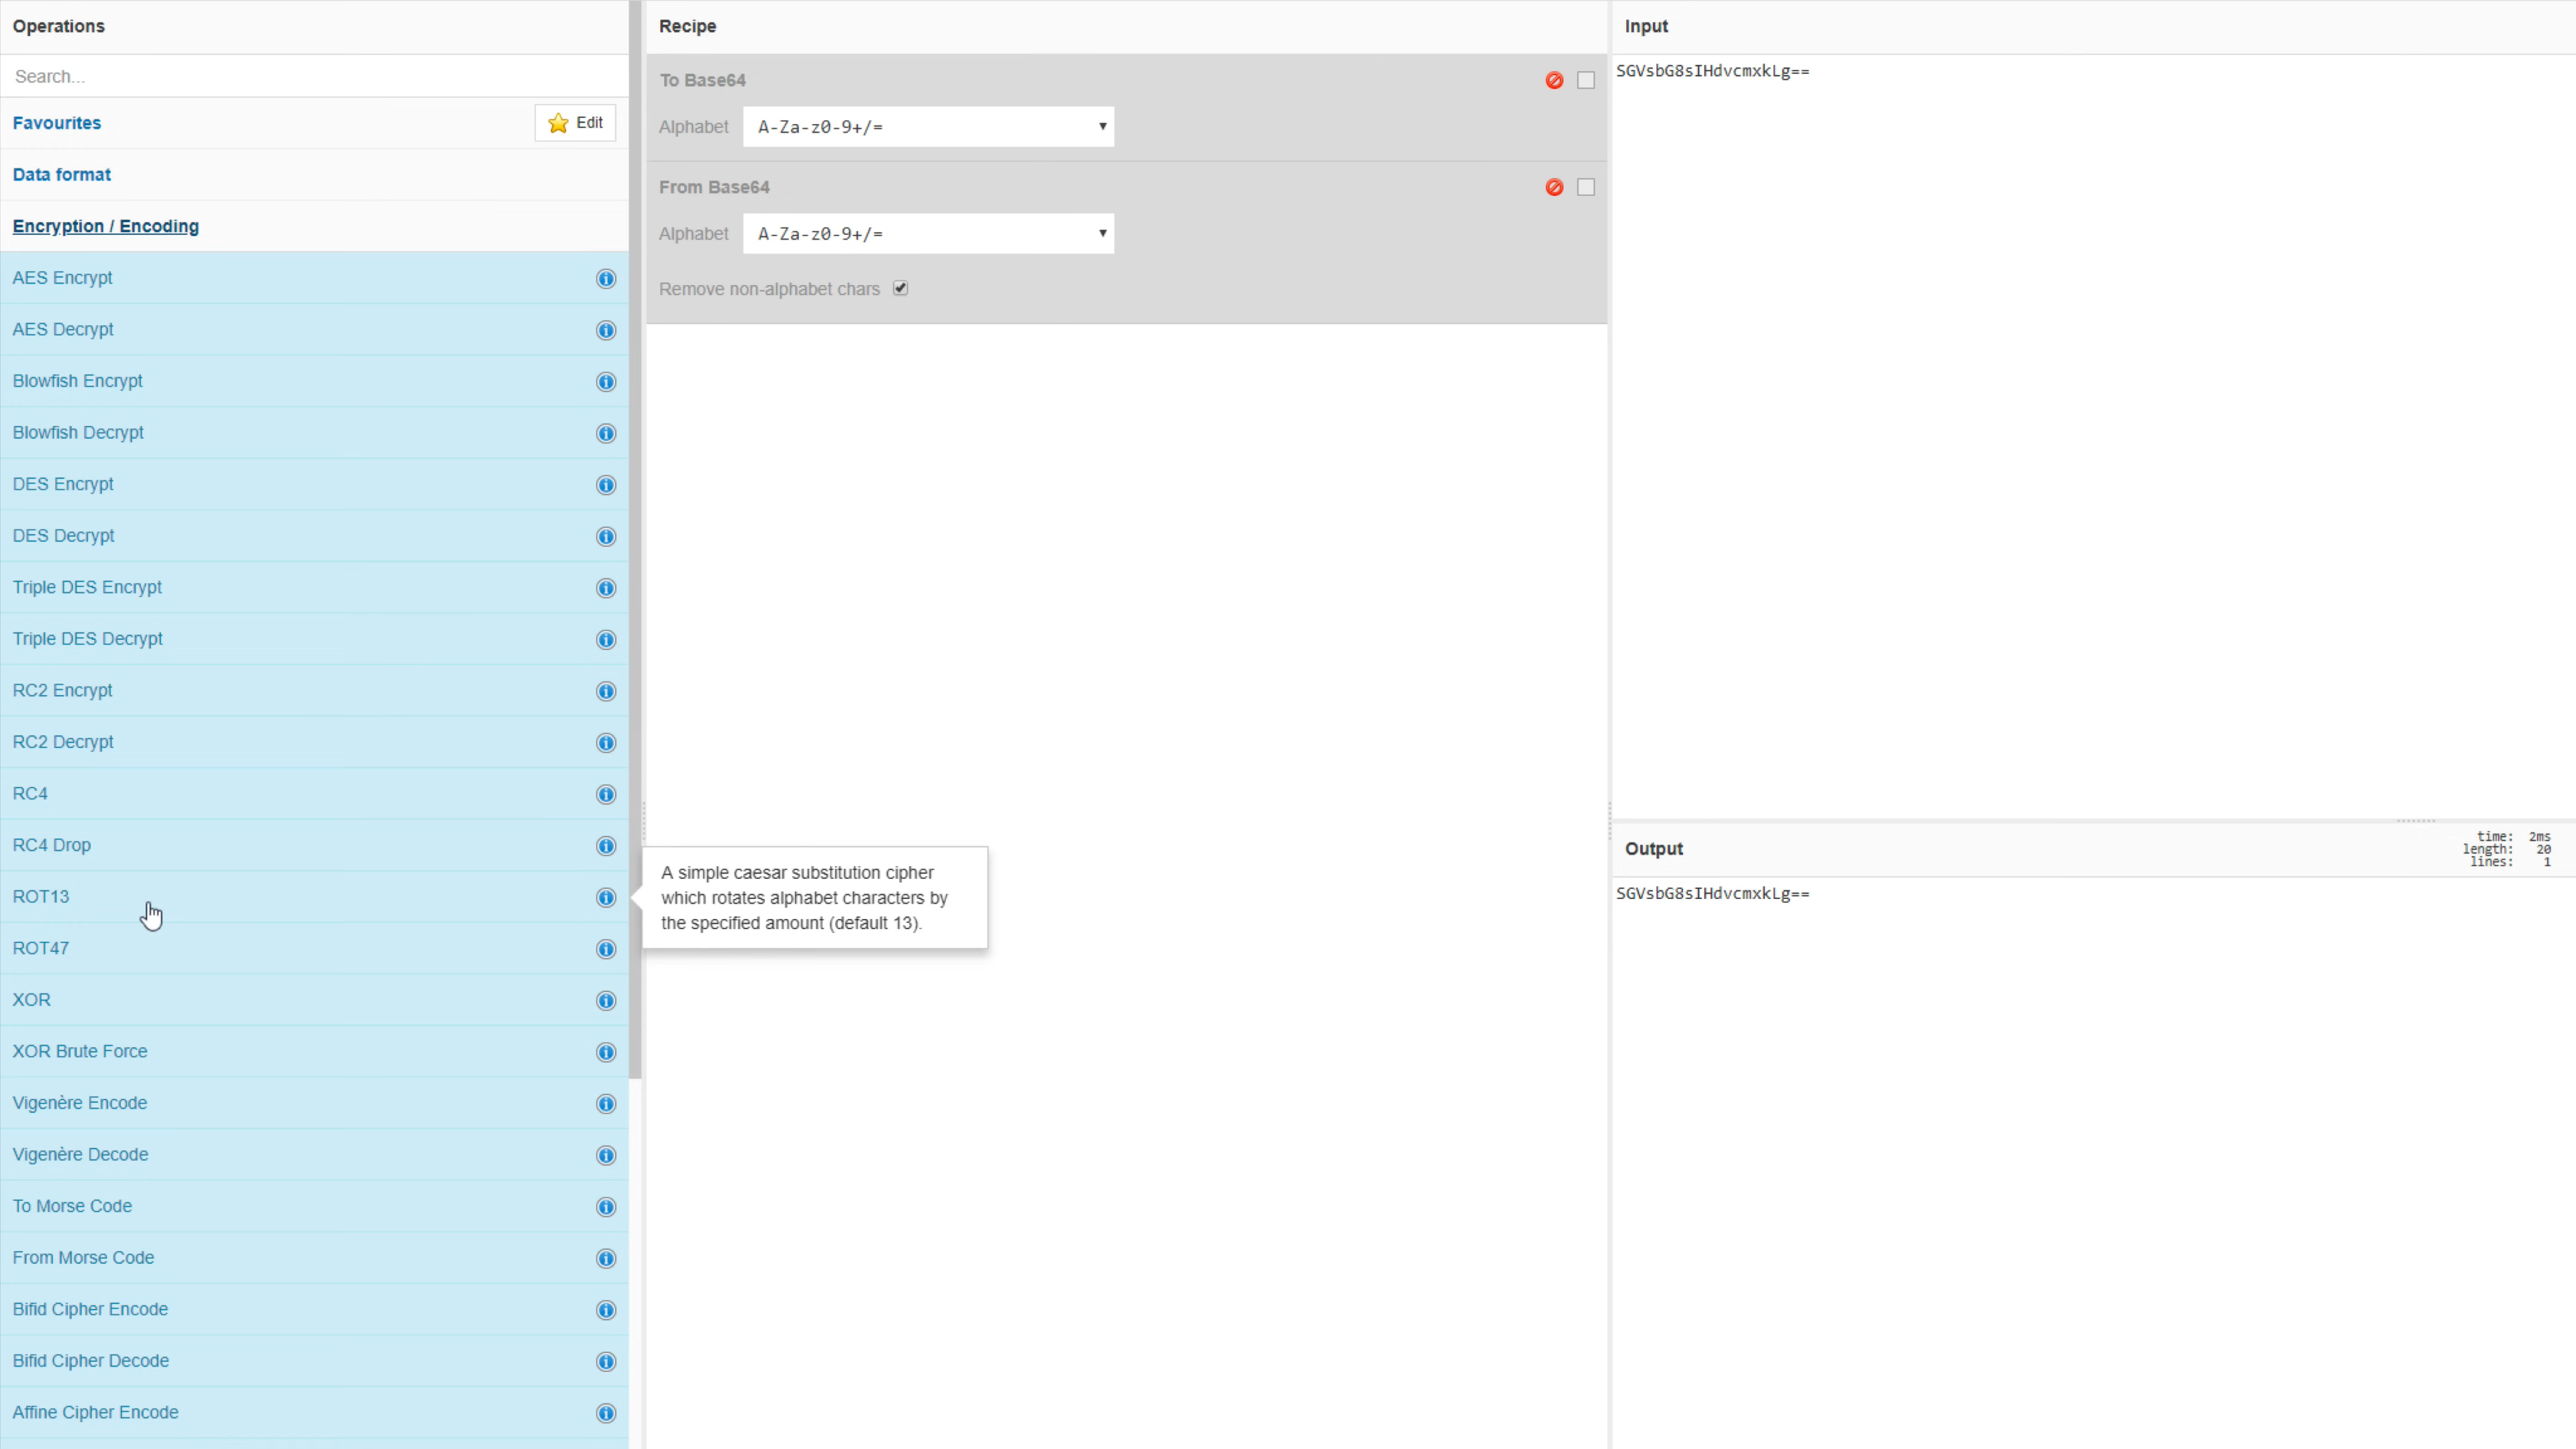 Operations
Search...
Favourites
Edit
Data format
Encryption / Encoding
AES Encrypt
AES Decrypt
Blowfish Encrypt
Blowfish Decrypt
DES Encrypt
DES Decrypt
Triple DES Encrypt
Triple DES Decrypt
RC2 Encrypt
RC2 Decrypt
RC4
RC4 Drop
ROT13
ROT47
XOR
XOR Brute Force
Vigenère Encode
Vigenère Decode
To Morse Code
From Morse Code
Bifid Cipher Encode
Bifid Cipher Decode
Affine Cipher Encode
Recipe
To Base64
Alphabet A-Za-z0-9+/=
From Base64
Alphabet A-Za-z0-9+/=
Remove non-alphabet chars
A simple caesar substitution cipher
which rotates alphabet characters by
the specified amount (default 13).
Input
SGVsbG8sIHdvcmxkLg==
Output
time: 2ms
length: 20
lines: 1
SGVsbG8sIHdvcmxkLg==